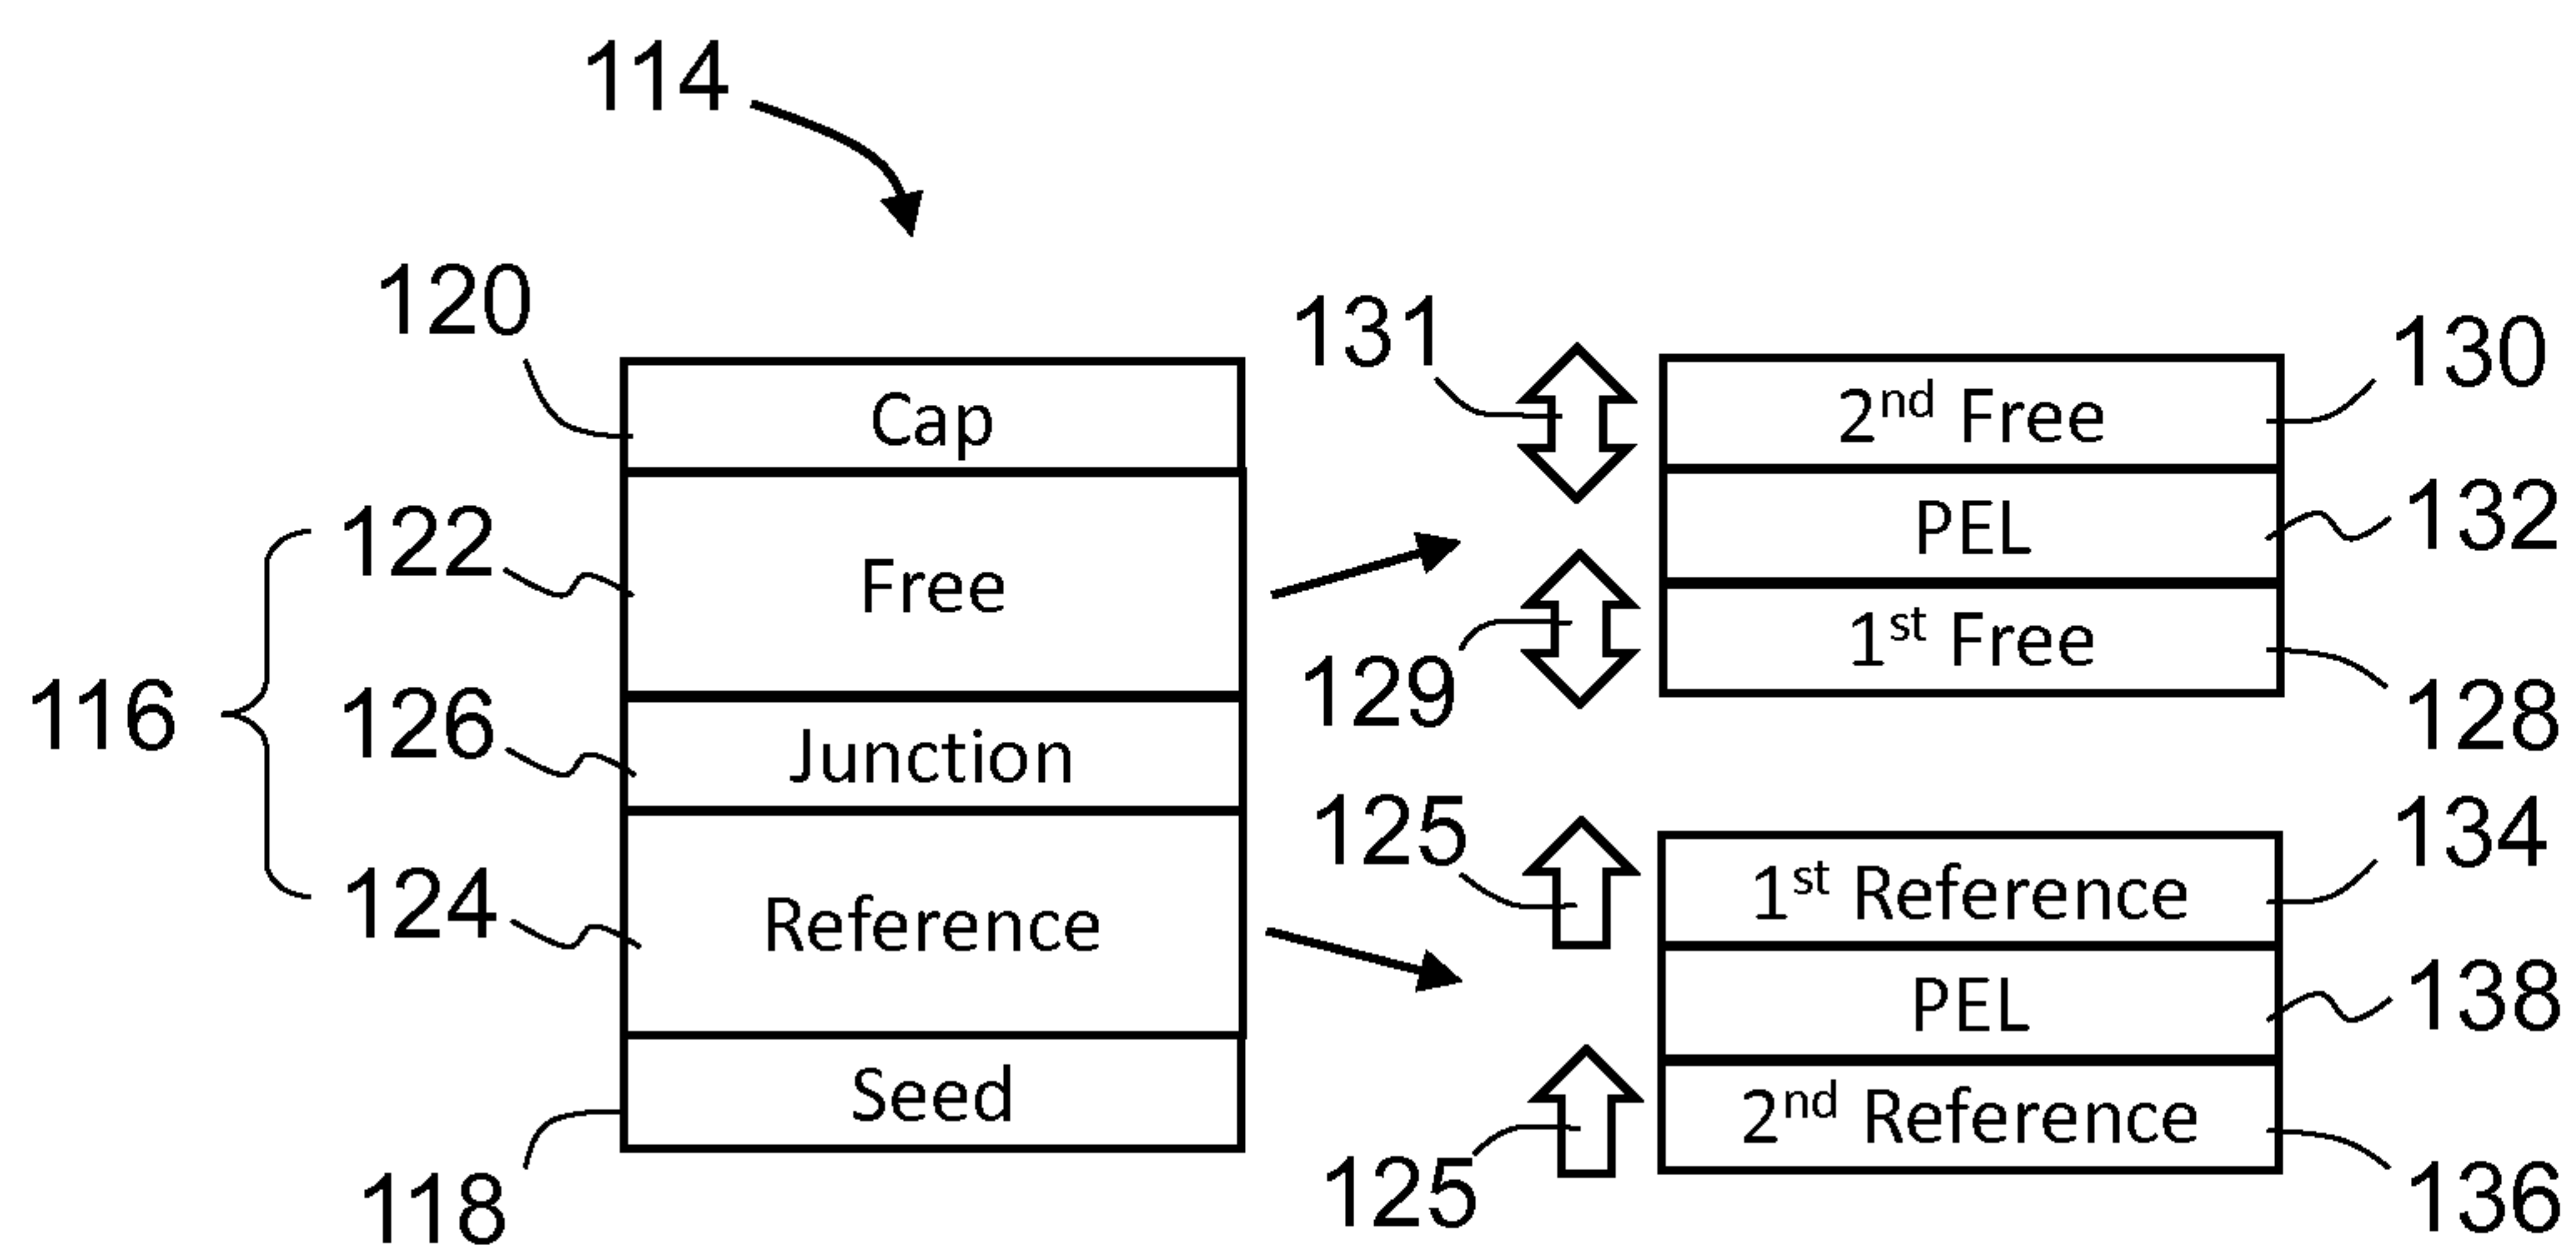 114
120
131
130
Cap
2nd Free
122
132
PEL
Free
116
126
129
1st Free
128
Junction
125
134
124
1st Reference
Reference
138
PEL
Seed
2nd Reference
118
125
136